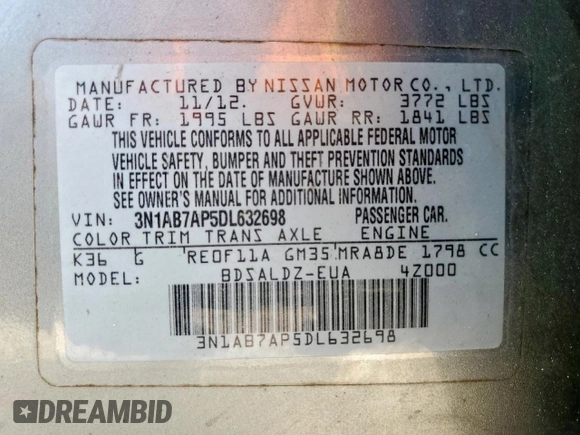 MANUFACTURED BY NISSAN MOTOR CO., LTD.
DATE: 11/12. GVWR: 3772 LBS
GAWR FR: 1995 LBS GAWR RR: 1841 LBS
THIS VEHICLE CONFORMS TO ALL APPLICABLE FEDERAL MOTOR
VEHICLE SAFETY, BUMPER AND THEFT PREVENTION STANDARDS
IN EFFECT ON THE DATE OF MANUFACTURE SHOWN ABOVE.
SEE OWNER'S MANUAL FOR ADDITIONAL INFORMATION.
VIN: 3N1AB7AP5DL632698 PASSENGER CAR.
COLOR TRIM TRANS AXLE ENGINE
K36 G RE0F11A GM35 MRA8DE 1798 CC
MODEL: BDSALDZ-EUA 4Z000
3N1AB7AP5DL632698
DREAMBID